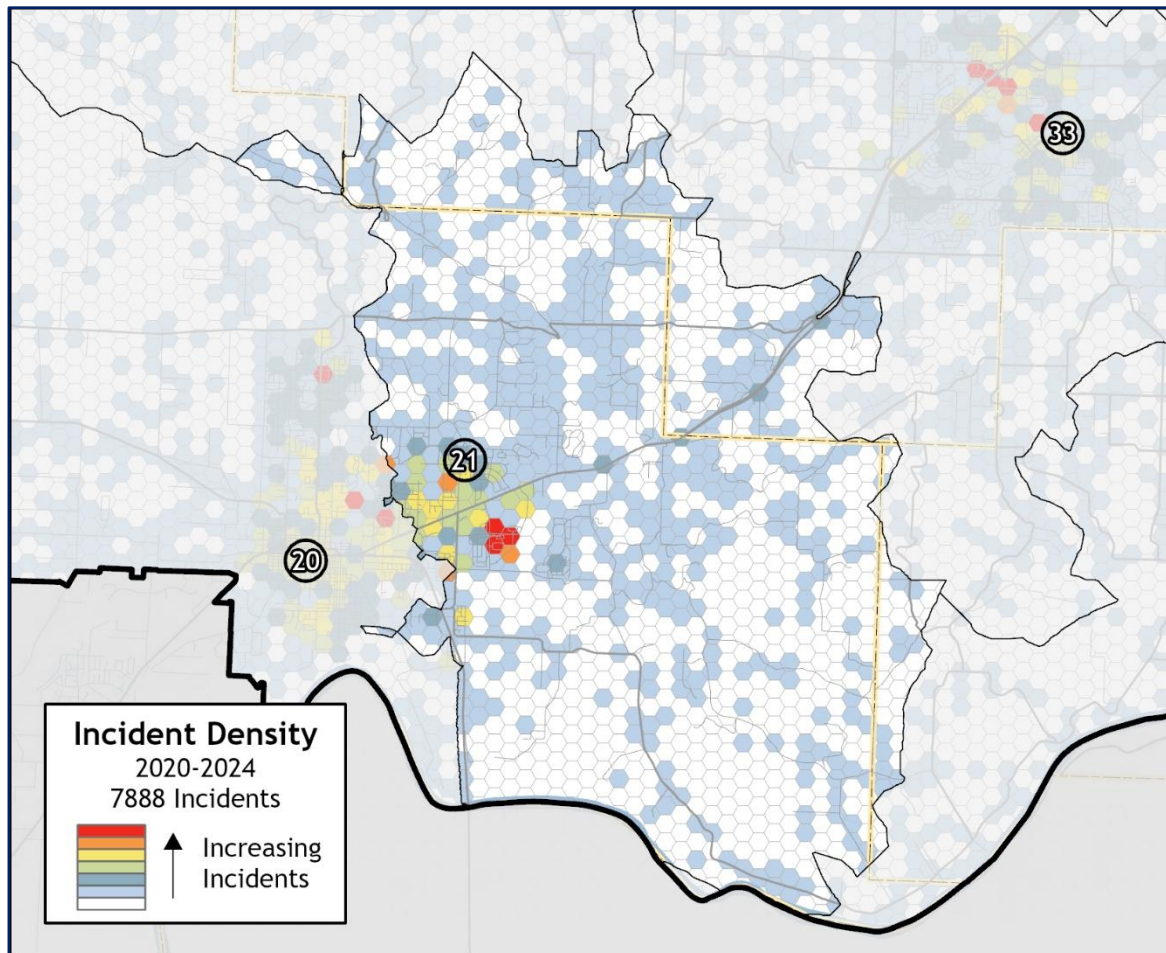 33
21
20
Incident Density
2020-2024
7888 Incidents
Increasing
Incidents